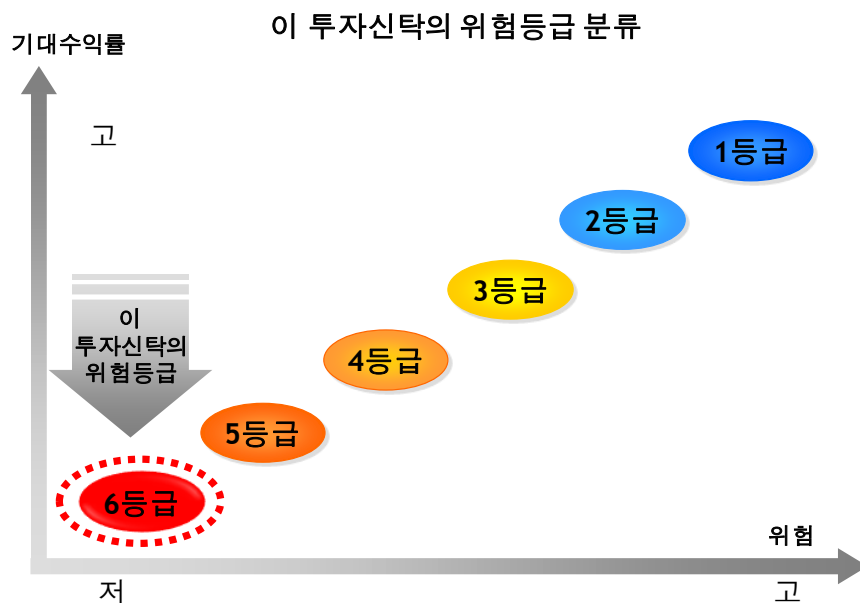 이 투자신탁의 위험등급 분류
기대수익률
고
1등급
2등급
3등급
이
투자신탁의
위험등급
4등급
5등급
6등급
위험
저
고